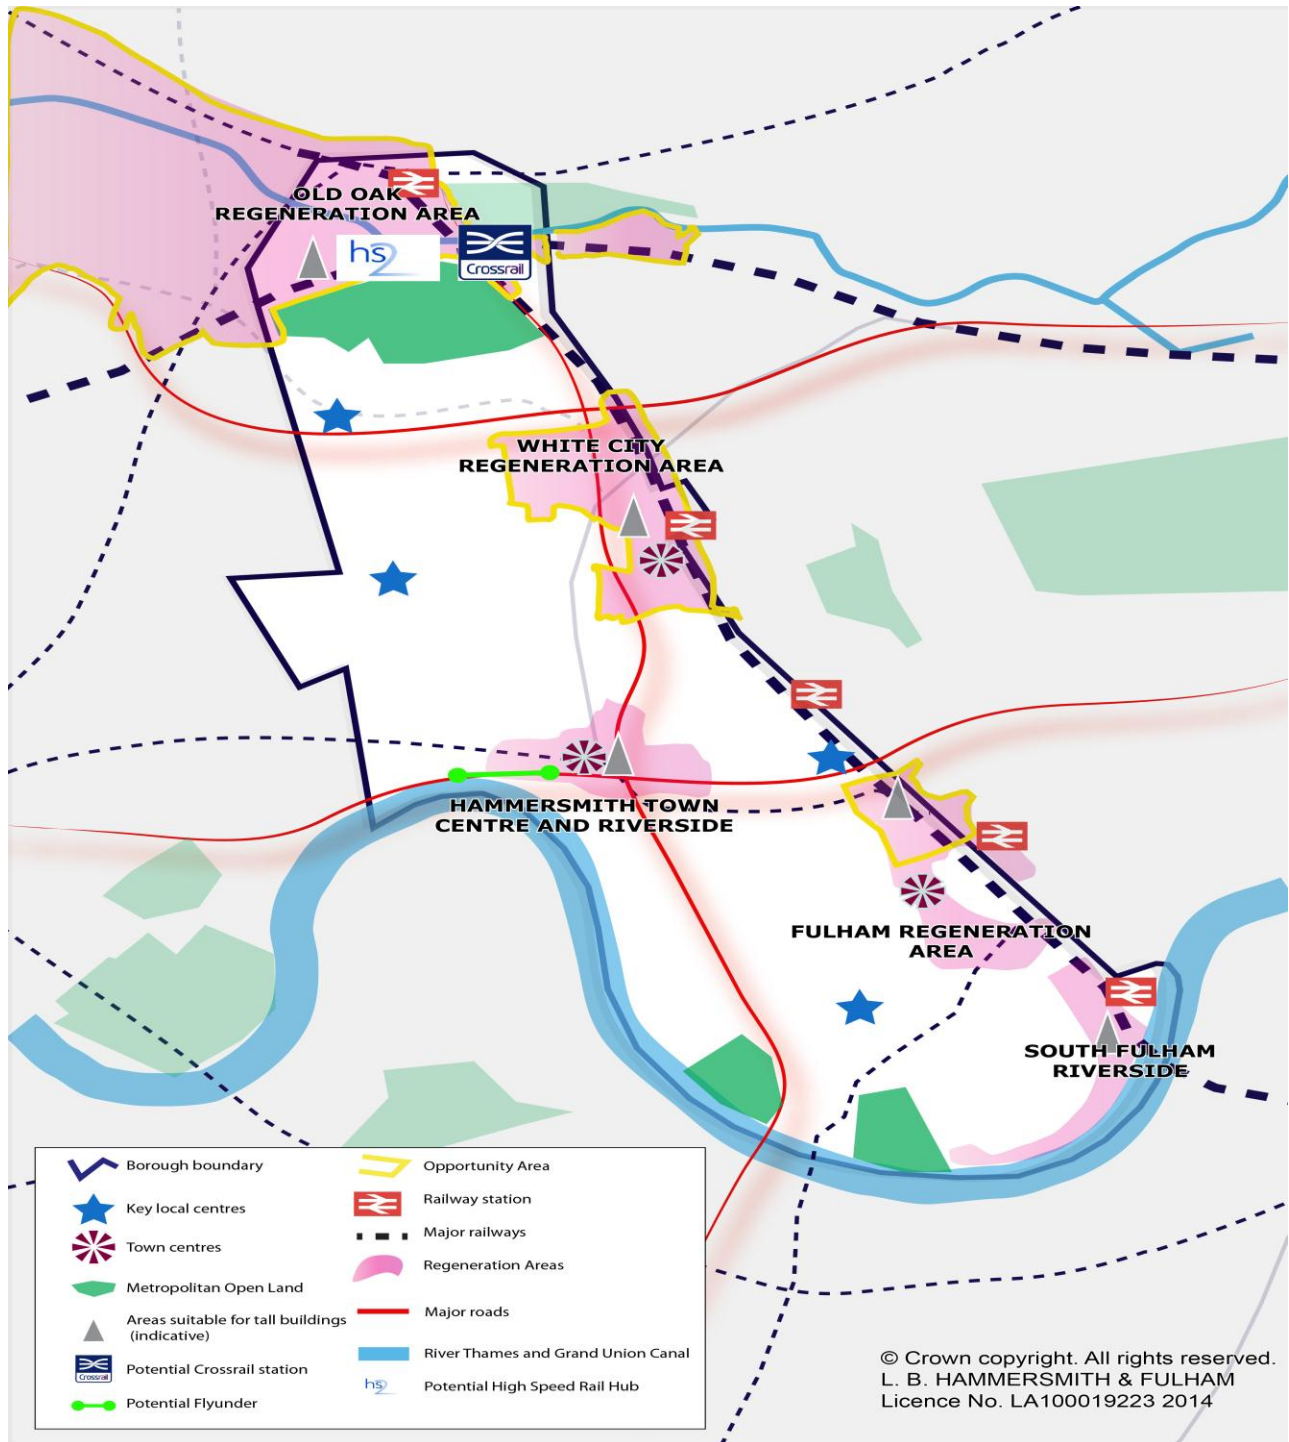 OLD OAK
REGENERATION AREA
hs2
Crossrail
WHITE CITY
REGENERATION AREA
HAMMERSMITH TOWN
CENTRE AND RIVERSIDE
FULHAM REGENERATION
AREA
SOUTH FULHAM
RIVERSIDE
Borough boundary
Key local centres
Town centres
Metropolitan Open Land
Areas suitable for tall buildings
(indicative)
Crossrail
Potential Crossrail station
Potential Flyunder
Opportunity Area
Railway station
Major railways
Regeneration Areas
Major roads
River Thames and Grand Union Canal
hs2
Potential High Speed Rail Hub
© Crown copyright. All rights reserved.
L. B. HAMMERSMITH & FULHAM
Licence No. LA100019223 2014